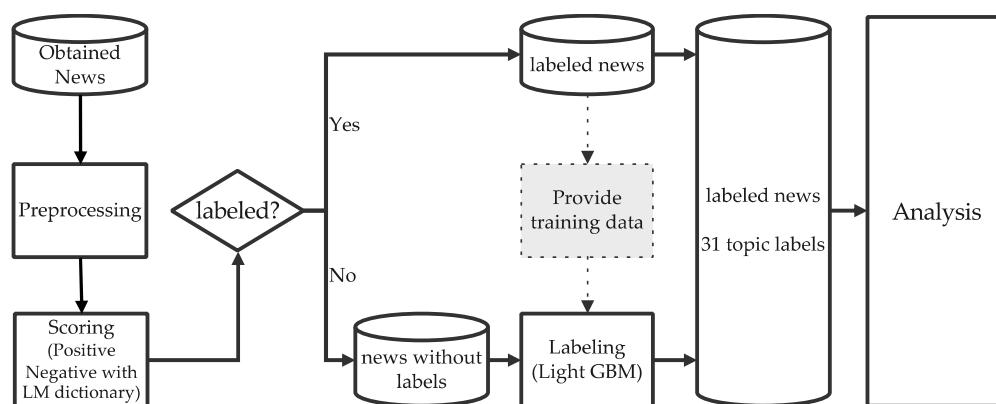 Obtained
News
Preprocessing
Scoring
(Positive
Negative with
LM dictionary)
labeled?
Yes
No
labeled news
Provide
training data
news without
labels
Labeling
(Light GBM)
labeled news
31 topic labels
Analysis